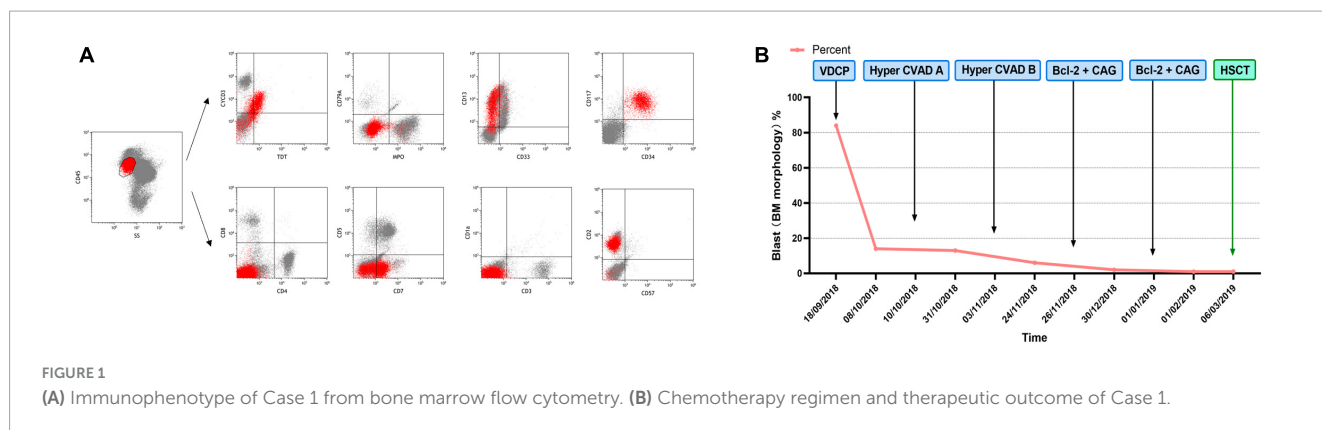 A
CD45
SS
CYCD3
TDT
CD79A
MPO
CD13
CD33
CD117
CD34
CD8
CD4
CD5
CD7
CD1a
CD3
CD2
CD57
B
Percent
VDCP
Hyper CVAD A
Hyper CVAD B
Bcl-2 + CAG
Bcl-2 + CAG
HSCT
Blast (BM morphology) %
100
80
60
40
20
0
18/09/2018
08/10/2018
10/10/2018
31/10/2018
03/11/2018
24/11/2018
26/11/2018
30/12/2018
01/01/2019
01/02/2019
06/03/2019
Time
FIGURE 1
(A) Immunophenotype of Case 1 from bone marrow flow cytometry. (B) Chemotherapy regimen and therapeutic outcome of Case 1.